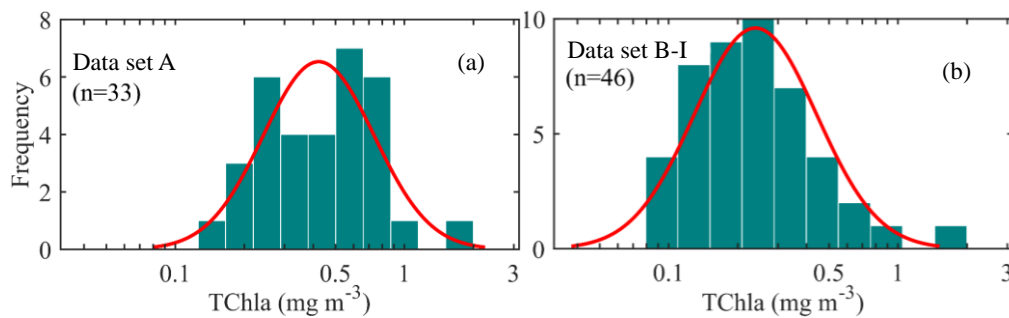 8
6
4
2
0
Frequency
Data set A
(n=33)
(a)
0.1
0.5
1
3
TChla (mg m⁻³)
10
5
0
Data set B-I
(n=46)
(b)
0.1
0.5
1
3
TChla (mg m⁻³)